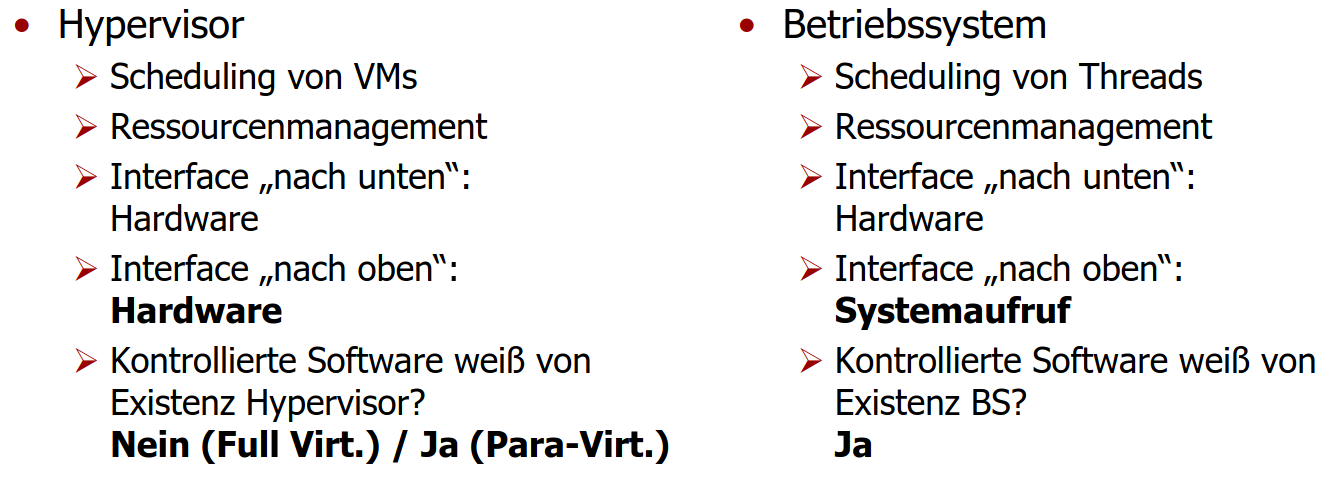 • Hypervisor
➢ Scheduling von VMs
➢ Ressourcenmanagement
➢ Interface „nach unten“:
Hardware
➢ Interface „nach oben“:
Hardware
➢ Kontrollierte Software weiß von
Existenz Hypervisor?
Nein (Full Virt.) / Ja (Para-Virt.)
• Betriebssystem
➢ Scheduling von Threads
➢ Ressourcenmanagement
➢ Interface „nach unten“:
Hardware
➢ Interface „nach oben“:
Systemaufruf
➢ Kontrollierte Software weiß von
Existenz BS?
Ja